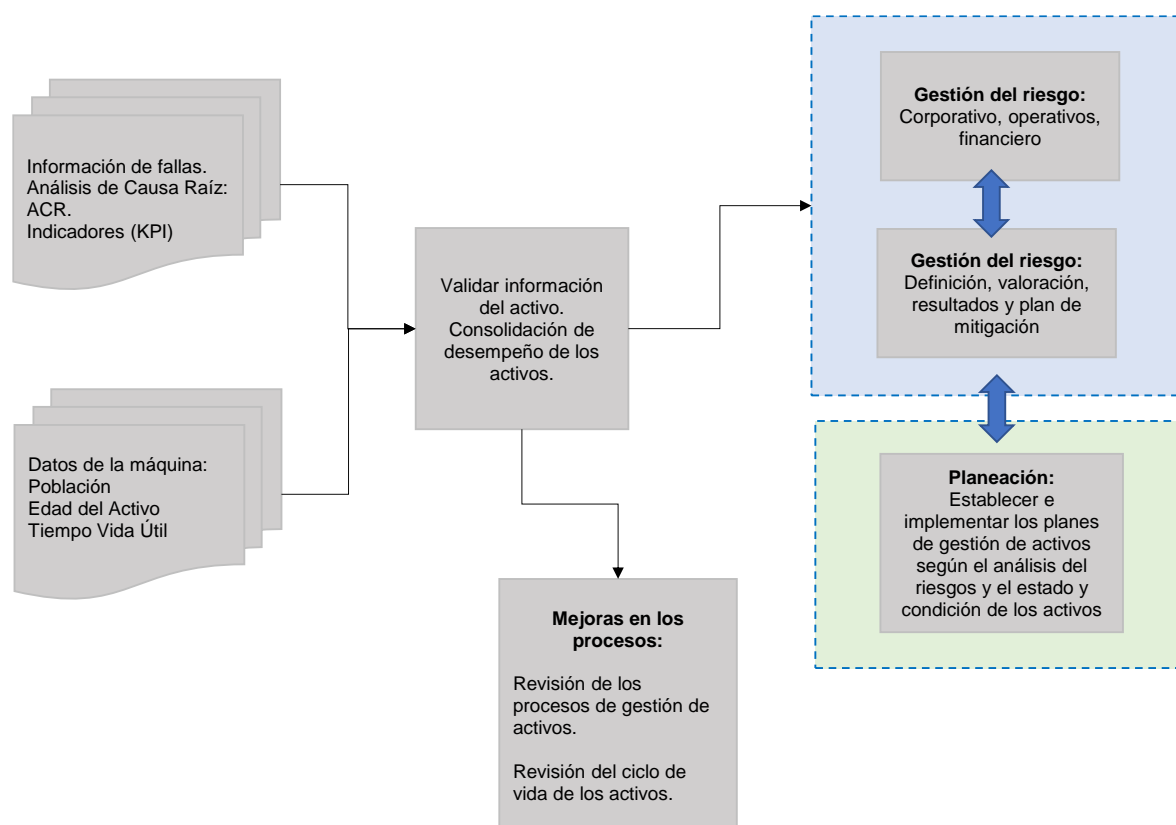 Información de fallas.
Análisis de Causa Raíz:
ACR.
Indicadores (KPI)
Datos de la máquina:
Población
Edad del Activo
Tiempo Vida Útil
Validar información
del activo.
Consolidación de
desempeño de los
activos.
Mejoras en los
procesos:
Revisión de los
procesos de gestión de
activos.
Revisión del ciclo de
vida de los activos.
Gestión del riesgo:
Corporativo, operativos,
financiero
Gestión del riesgo:
Definición, valoración,
resultados y plan de
mitigación
Planeación:
Establecer e
implementar los planes
de gestión de activos
según el análisis del
riesgos y el estado y
condición de los activos